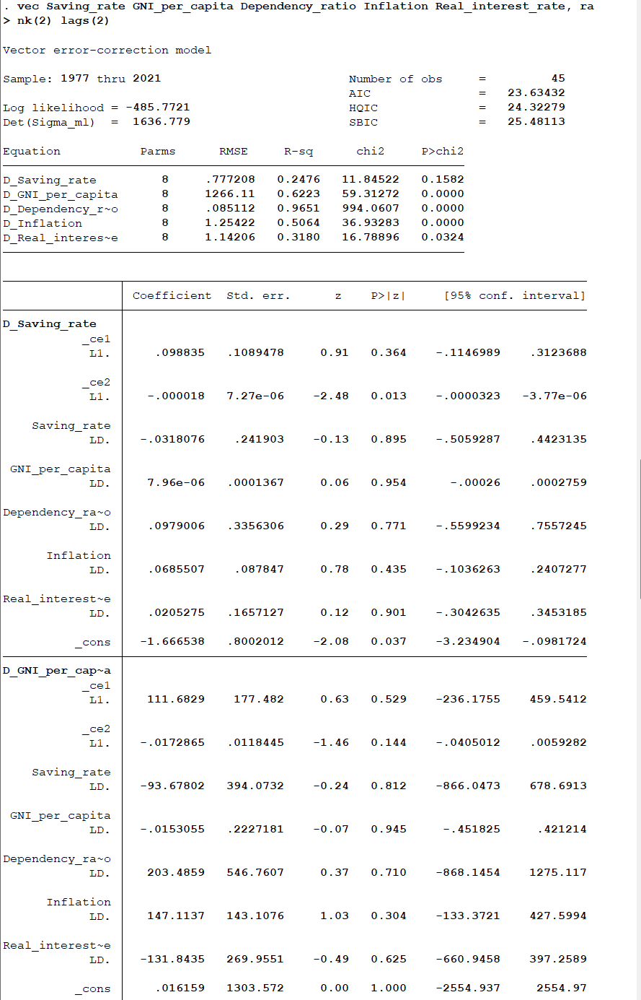 . vec Saving_rate GNI_per_capita Dependency_ratio Inflation Real_interest_rate, ra
> nk(2) lags(2)
Vector error-correction model
Sample: 1977 thru 2021 Number of obs = 45
AIC = 23.63432
Log likelihood = -485.7721 HQIC = 24.32279
Det(Sigma_ml) = 1636.779 SBIC = 25.48113
Equation Parms RMSE R-sq chi2 P>chi2
D_Saving_rate 8 .777208 0.2476 11.84522 0.1582
D_GNI_per_capita 8 1266.11 0.6223 59.31272 0.0000
D_Dependency_r~o 8 .085112 0.9651 994.0607 0.0000
D_Inflation 8 1.25422 0.5064 36.93283 0.0000
D_Real_interes~e 8 1.14206 0.3180 16.78896 0.0324
Coefficient Std. err. z P>|z| [95% conf. interval]
D_Saving_rate
_ce1
L1. .098835 .1089478 0.91 0.364 -.1146989 .3123688
_ce2
L1. -.000018 7.27e-06 -2.48 0.013 -.0000323 -3.77e-06
Saving_rate
LD. -.0318076 .241903 -0.13 0.895 -.5059287 .4423135
GNI_per_capita
LD. 7.96e-06 .0001367 0.06 0.954 -.00026 .0002759
Dependency_ra~o
LD. .0979006 .3356306 0.29 0.771 -.5599234 .7557245
Inflation
LD. .0685507 .087847 0.78 0.435 -.1036263 .2407277
Real_interest~e
LD. .0205275 .1657127 0.12 0.901 -.3042635 .3453185
_cons -1.666538 .8002012 -2.08 0.037 -3.234904 -.0981724
D_GNI_per_cap~a
_ce1
L1. 111.6829 177.482 0.63 0.529 -236.1755 459.5412
_ce2
L1. -.0172865 .0118445 -1.46 0.144 -.0405012 .0059282
Saving_rate
LD. -93.67802 394.0732 -0.24 0.812 -866.0473 678.6913
GNI_per_capita
LD. -.0153055 .2227181 -0.07 0.945 -.451825 .421214
Dependency_ra~o
LD. 203.4859 546.7607 0.37 0.710 -868.1454 1275.117
Inflation
LD. 147.1137 143.1076 1.03 0.304 -133.3721 427.5994
Real_interest~e
LD. -131.8435 269.9551 -0.49 0.625 -660.9458 397.2589
_cons .016159 1303.572 0.00 1.000 -2554.937 2554.97